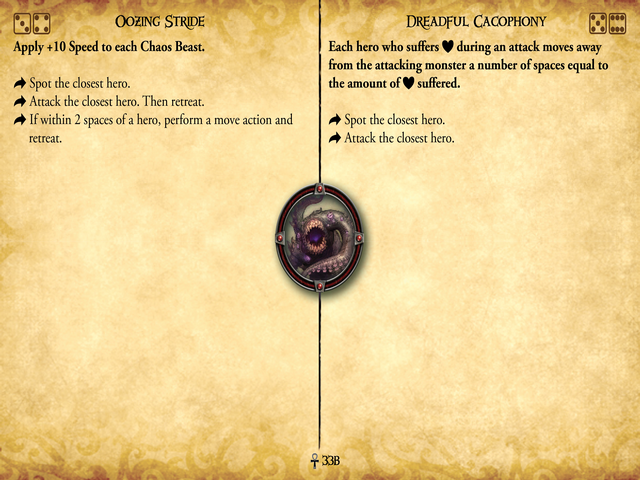 Oozing Stride
Apply +10 Speed to each Chaos Beast.
Spot the closest hero.
Attack the closest hero. Then retreat.
If within 2 spaces of a hero, perform a move action and
retreat.
Dreadful Cacophony
Each hero who suffers during an attack moves away
from the attacking monster a number of spaces equal to
the amount of suffered.
Spot the closest hero.
Attack the closest hero.
33B